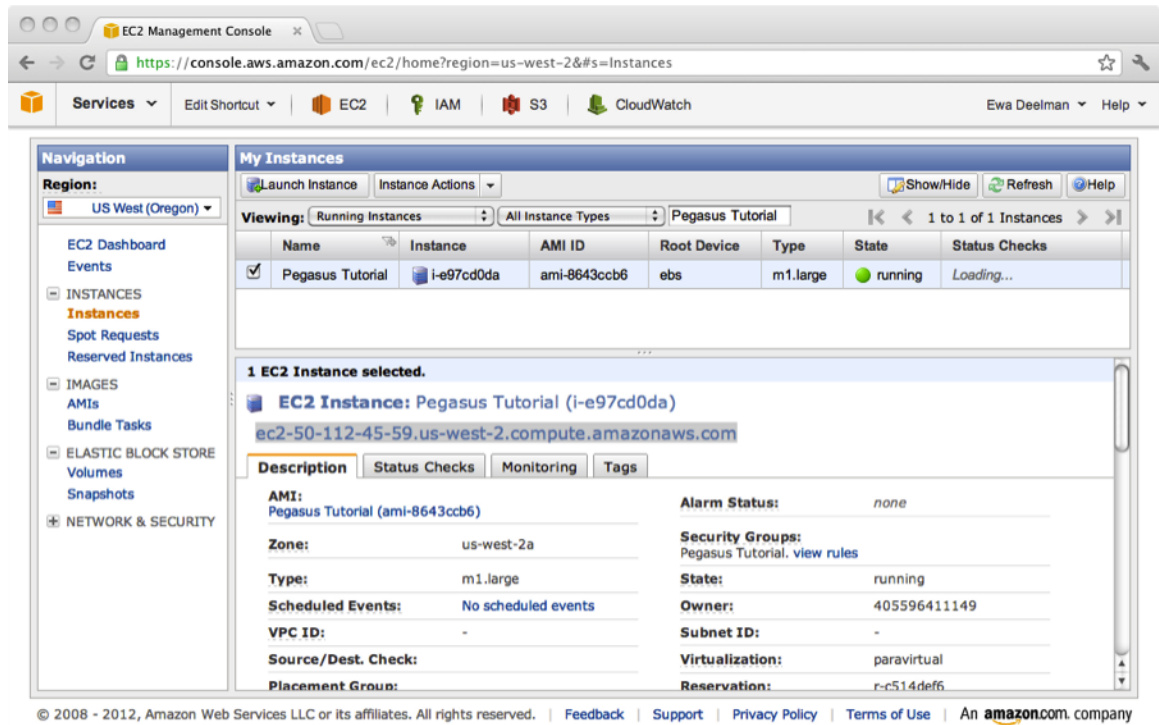 EC2 Management Console
https://console.aws.amazon.com/ec2/home?region=us-west-2&#s=Instances
Services Edit Shortcut EC2 IAM S3 CloudWatch Ewa Deelman Help
Navigation
Region:
US West (Oregon)
EC2 Dashboard
Events
INSTANCES
Instances
Spot Requests
Reserved Instances
IMAGES
AMIs
Bundle Tasks
ELASTIC BLOCK STORE
Volumes
Snapshots
NETWORK & SECURITY
My Instances
Launch Instance Instance Actions Show/Hide Refresh Help
Viewing: Running Instances All Instance Types Pegasus Tutorial 1 to 1 of 1 Instances
Name Instance AMI ID Root Device Type State Status Checks
Pegasus Tutorial i-e97cd0da ami-8643ccb6 ebs m1.large running Loading...
1 EC2 Instance selected.
EC2 Instance: Pegasus Tutorial (i-e97cd0da)
ec2-50-112-45-59.us-west-2.compute.amazonaws.com
Description Status Checks Monitoring Tags
AMI:
Pegasus Tutorial (ami-8643ccb6)
Alarm Status: none
Zone: us-west-2a
Security Groups:
Pegasus Tutorial. view rules
Type: m1.large State: running
Scheduled Events: No scheduled events Owner: 405596411149
VPC ID: - Subnet ID: -
Source/Dest. Check: Virtualization: paravirtual
Placement Group: Reservation: r-c514def6
© 2008 - 2012, Amazon Web Services LLC or its affiliates. All rights reserved. | Feedback | Support | Privacy Policy | Terms of Use | An amazon.com. company